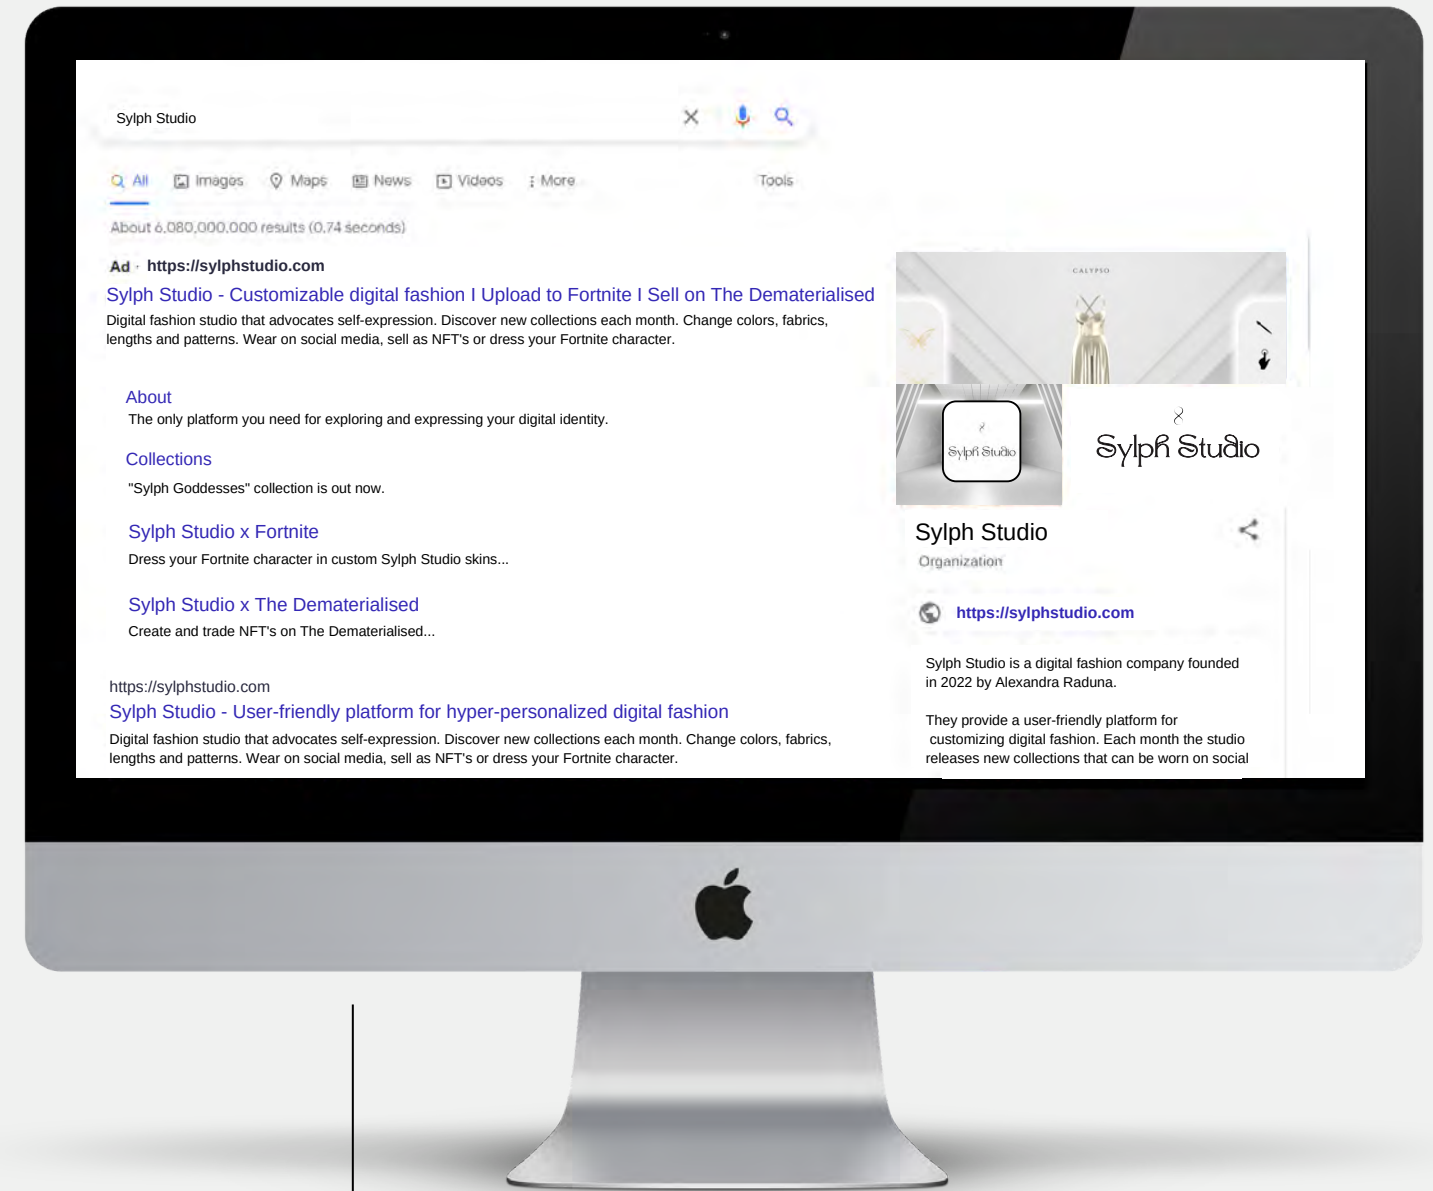 Sylph Studio
All Images Maps News Videos More Tools
About 6,080,000,000 results (0.74 seconds)
Ad · https://sylphstudio.com
Sylph Studio - Customizable digital fashion I Upload to Fortnite I Sell on The Dematerialised
Digital fashion studio that advocates self-expression. Discover new collections each month. Change colors, fabrics,
lengths and patterns. Wear on social media, sell as NFT's or dress your Fortnite character.
About
The only platform you need for exploring and expressing your digital identity.
Collections
"Sylph Goddesses" collection is out now.
Sylph Studio x Fortnite
Dress your Fortnite character in custom Sylph Studio skins...
Sylph Studio x The Dematerialised
Create and trade NFT's on The Dematerialised...
https://sylphstudio.com
Sylph Studio - User-friendly platform for hyper-personalized digital fashion
Digital fashion studio that advocates self-expression. Discover new collections each month. Change colors, fabrics,
lengths and patterns. Wear on social media, sell as NFT's or dress your Fortnite character.
CALYPSO
Sylph Studio
Sylph Studio
Sylph Studio
Organization
https://sylphstudio.com
Sylph Studio is a digital fashion company founded
in 2022 by Alexandra Raduna.
They provide a user-friendly platform for
customizing digital fashion. Each month the studio
releases new collections that can be worn on social